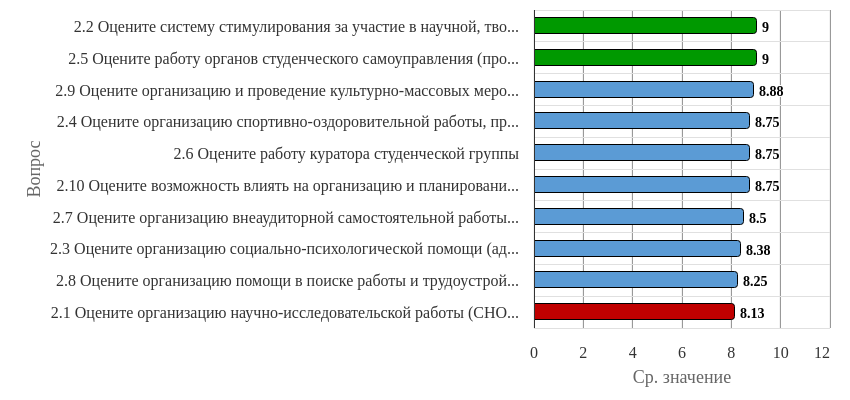 2.2 Оцените систему стимулирования за участие в научной, тво... 9
2.5 Оцените работу органов студенческого самоуправления (про... 9
2.9 Оцените организацию и проведение культурно-массовых меро... 8.88
2.4 Оцените организацию спортивно-оздоровительной работы, пр... 8.75
2.6 Оцените работу куратора студенческой группы 8.75
2.10 Оцените возможность влиять на организацию и планировани... 8.75
2.7 Оцените организацию внеаудиторной самостоятельной работы... 8.5
2.3 Оцените организацию социально-психологической помощи (ад... 8.38
2.8 Оцените организацию помощи в поиске работы и трудоустрой... 8.25
2.1 Оцените организацию научно-исследовательской работы (СНО... 8.13
Вопрос
0 2 4 6 8 10 12
Ср. значение